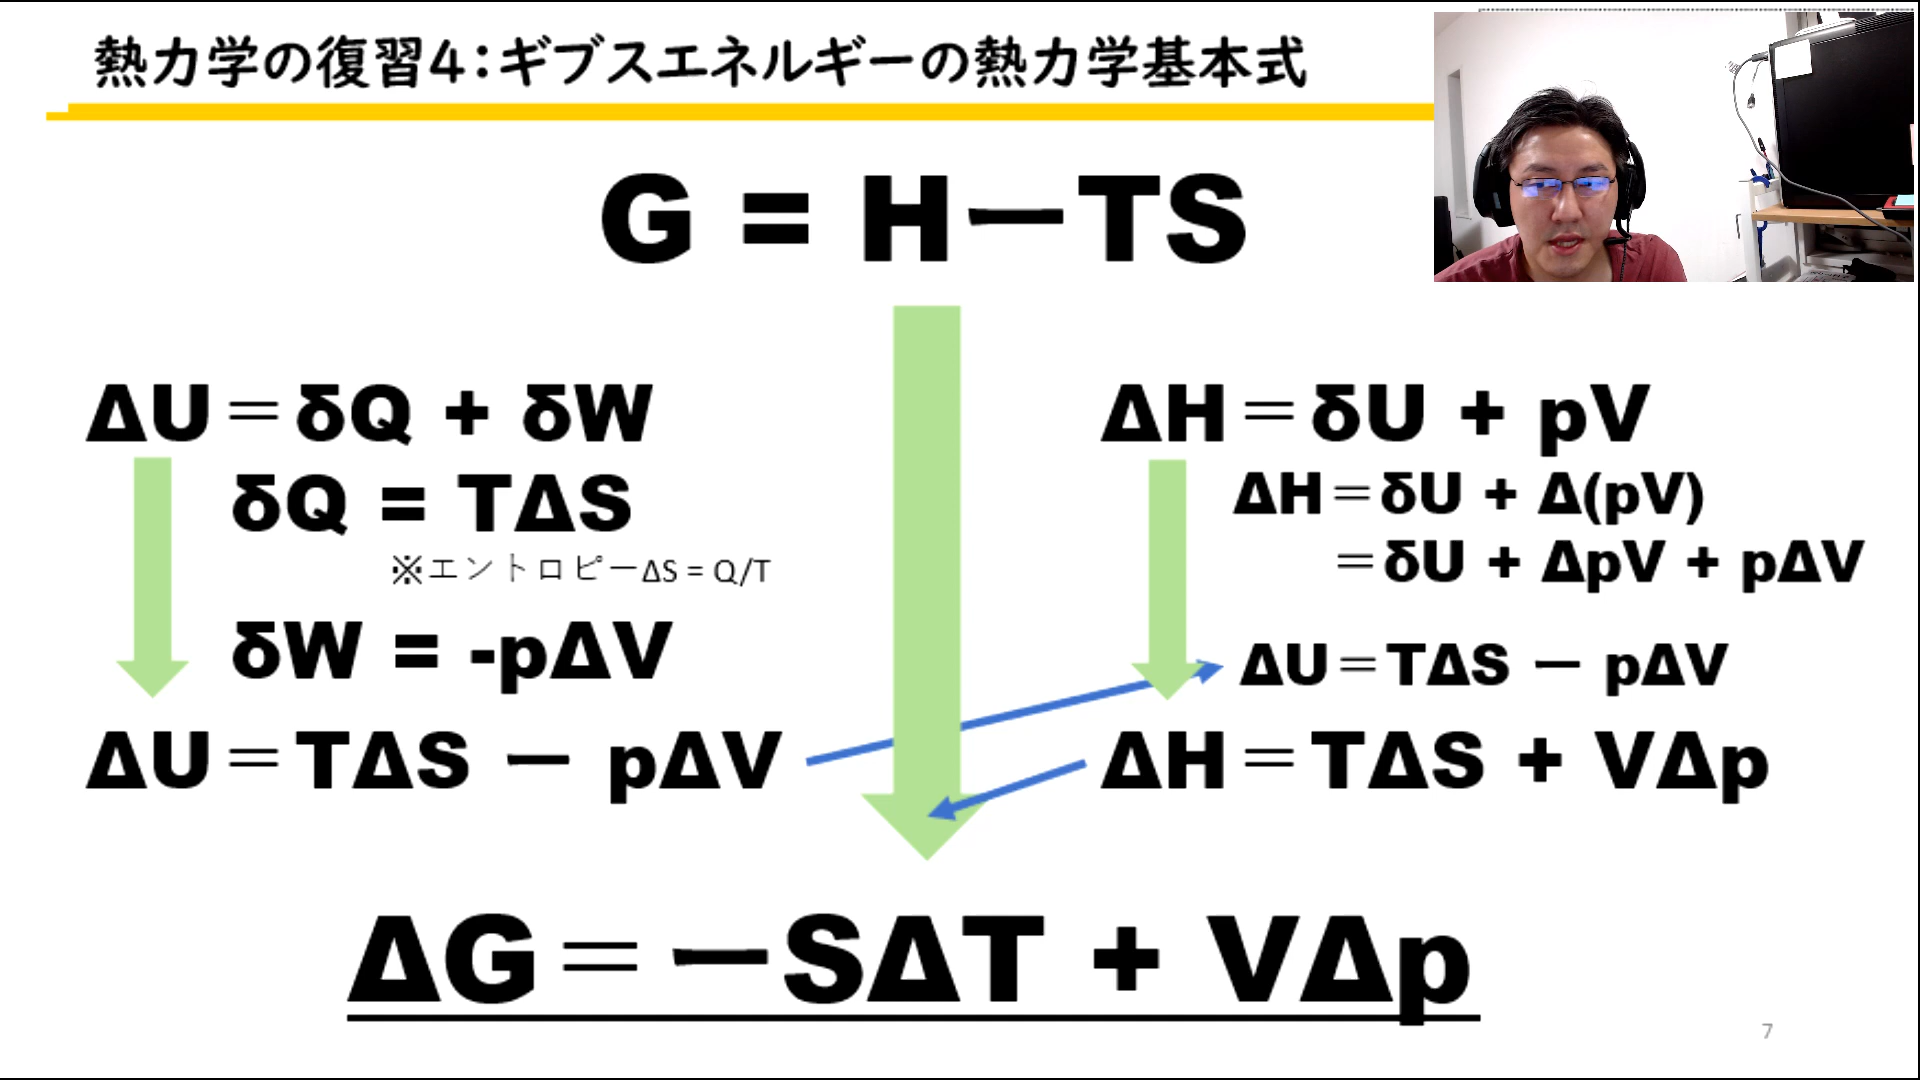 熱力学の復習4：ギブスエネルギーの熱力学基本式
G = H－TS
ΔU＝δQ + δW
δQ = TΔS
※エントロピーΔS = Q/T
δW = -pΔV
ΔU＝TΔS － pΔV
ΔH＝δU + pV
ΔH＝δU + Δ(pV)
＝δU + ΔpV + pΔV
ΔU＝TΔS － pΔV
ΔH＝TΔS + VΔp
ΔG＝－SΔT + VΔp
7